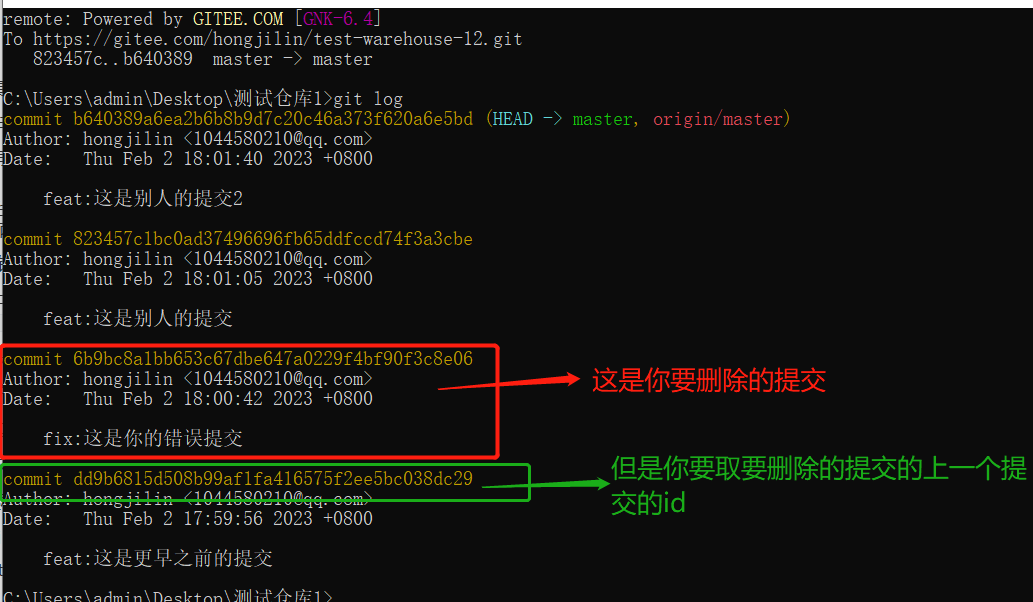 remote: Powered by GITEE.COM [GNK-6.4]
To https://gitee.com/hongjilin/test-warehouse-12.git
823457c..b640389  master -> master
C:\Users\admin\Desktop\测试仓库1>git log
commit b640389a6ea2b6b8b9d7c20c46a373f620a6e5bd (HEAD -> master, origin/master)
Author: hongjilin <1044580210@qq.com>
Date:   Thu Feb 2 18:01:40 2023 +0800
feat:这是别人的提交2
commit 823457c1bc0ad37496696fb65ddfccd74f3a3cbe
Author: hongjilin <1044580210@qq.com>
Date:   Thu Feb 2 18:01:05 2023 +0800
feat:这是别人的提交
commit 6b9bc8a1bb653c67dbe647a0229f4bf90f3c8e06
Author: hongjilin <1044580210@qq.com>
Date:   Thu Feb 2 18:00:42 2023 +0800
fix:这是你的错误提交
这是你要删除的提交
commit dd9b6815d508b99af1fa416575f2ee5bc038dc29
Author: hongjilin <1044580210@qq.com>
Date:   Thu Feb 2 17:59:56 2023 +0800
feat:这是更早之前的提交
但是你要取要删除的提交的上一个提
交的id
C:\Users\admin\Desktop\测试仓库1>